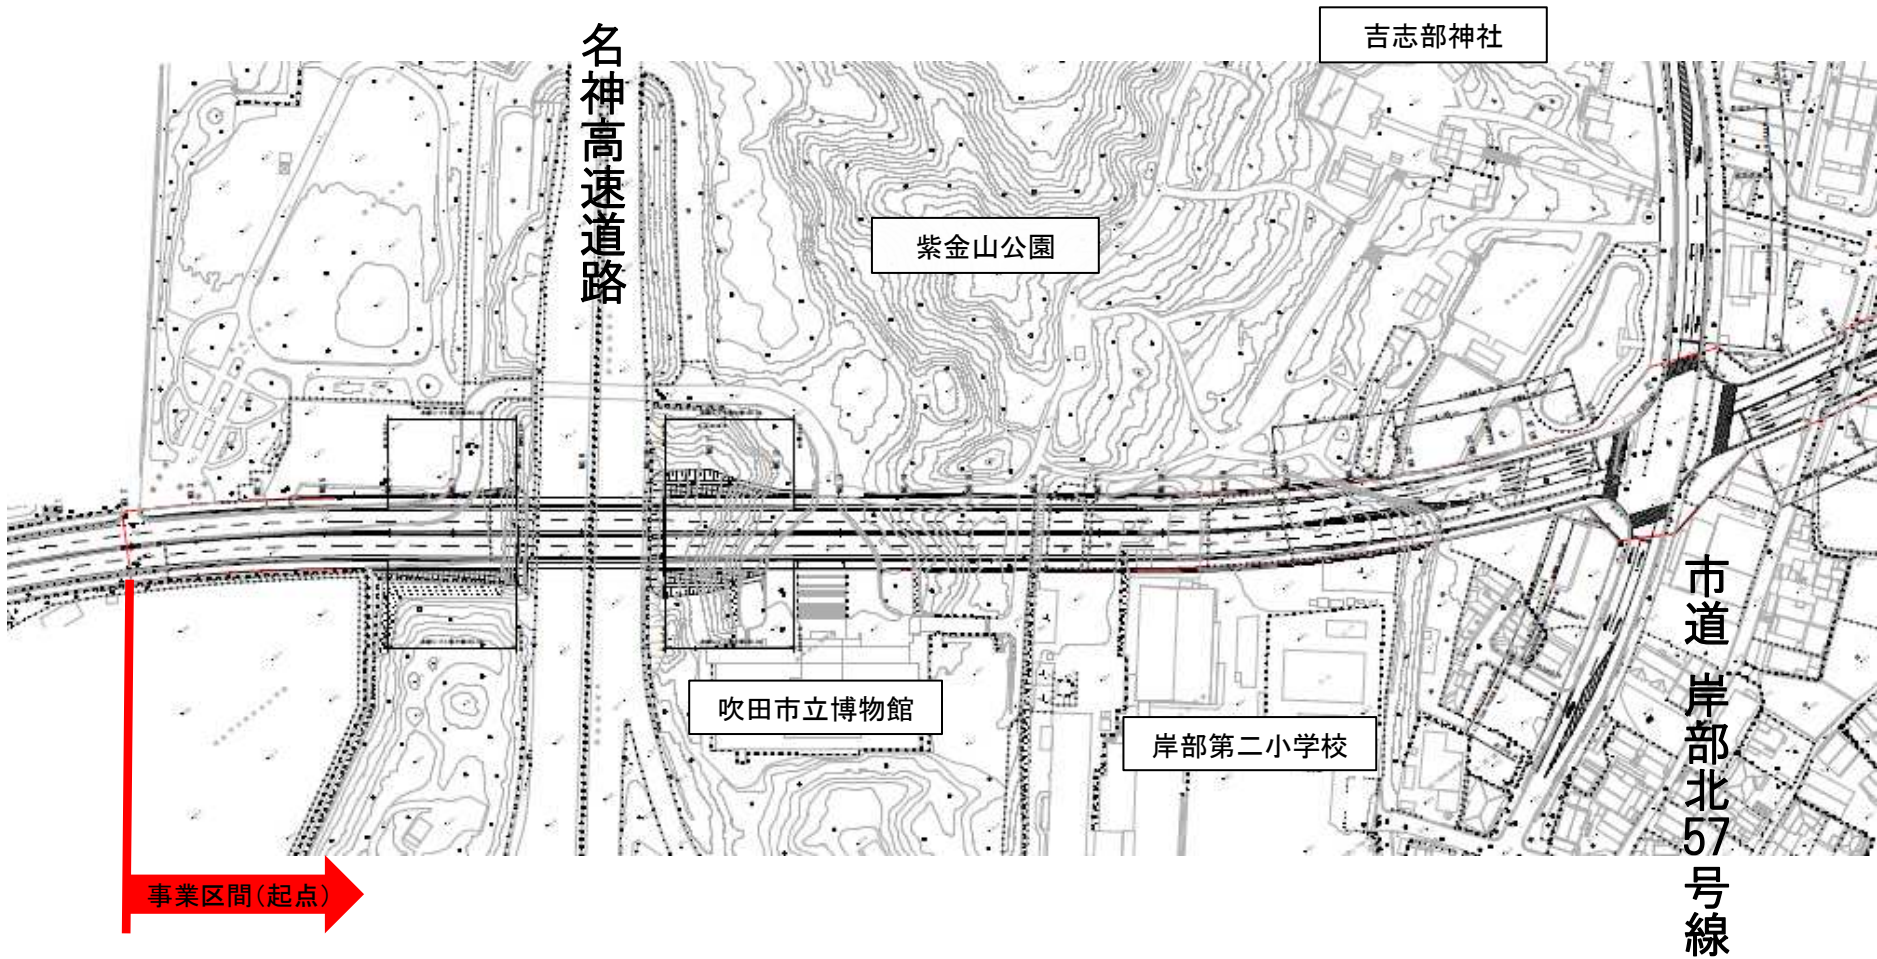 吉志部神社
名神高速道路
紫金山公園
吹田市立博物館
岸部第二小学校
市道 岸部北57号線
事業区間(起点)